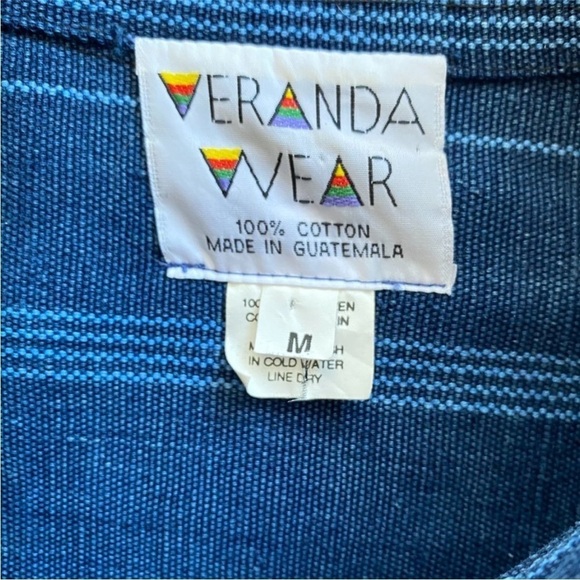 VERANDA
WEAR
100% COTTON
MADE IN GUATEMALA
M
IN COLD WATER
LINE DRY